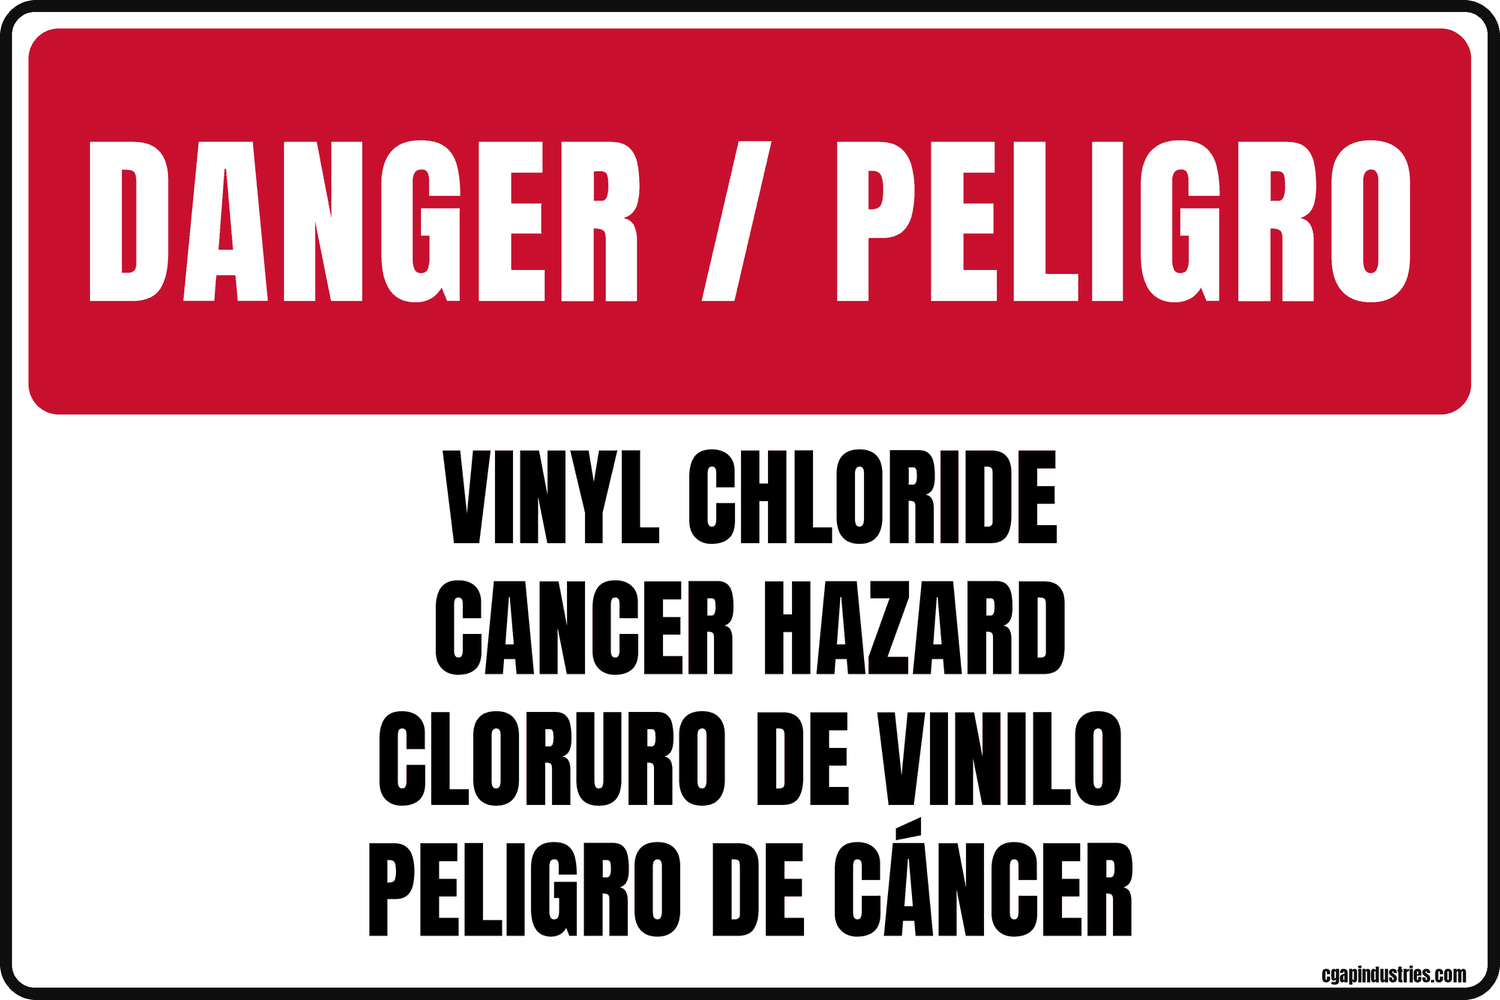 DANGER / PELIGRO
VINYL CHLORIDE
CANCER HAZARD
CLORURO DE VINILO
PELIGRO DE CÁNCER
cgapindustries.com